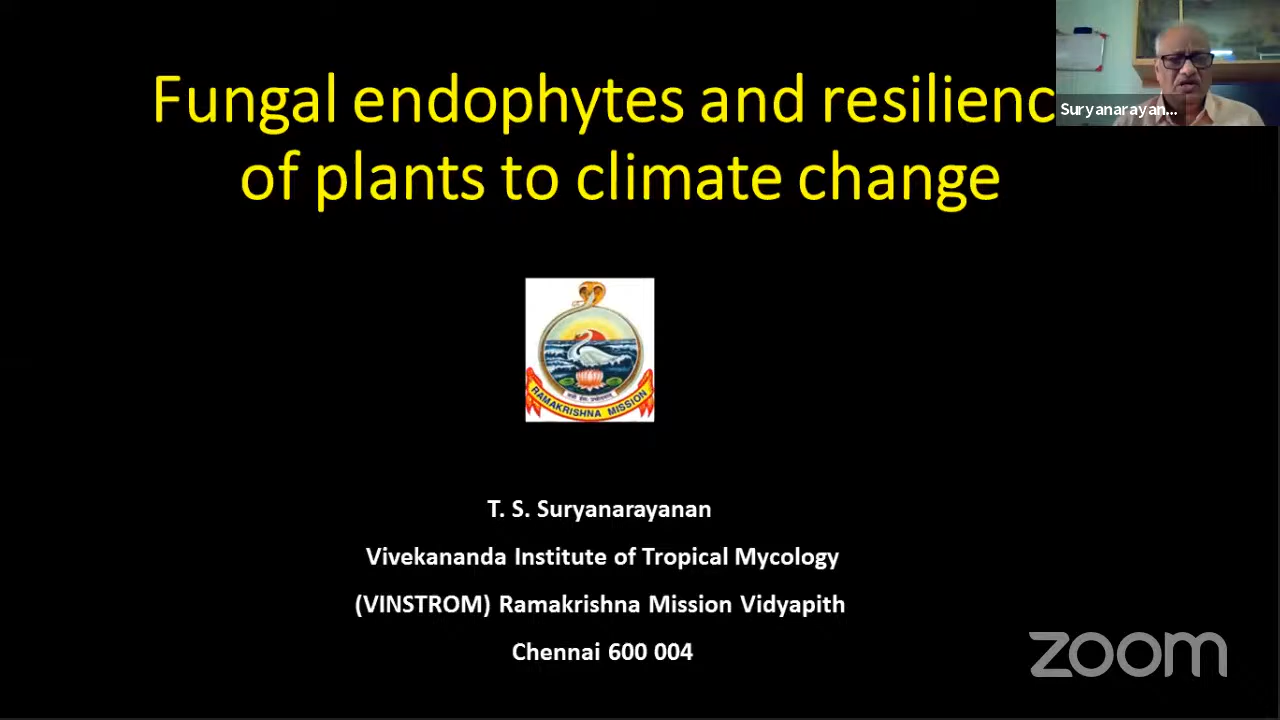 Fungal endophytes and resilienc
of plants to climate change
Suryanarayan...
RAMAKRISHNA MISSION
T. S. Suryanarayanan
Vivekananda Institute of Tropical Mycology
(VINSTROM) Ramakrishna Mission Vidyapith
Chennai 600 004
zoom